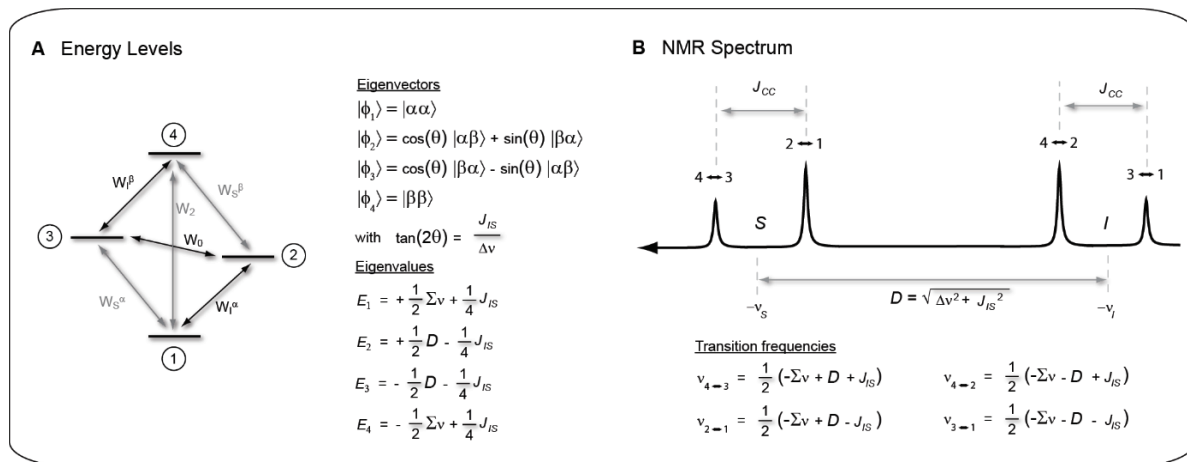 A Energy Levels
4
W_I^β
W_S^β
W_2
3
W_0
2
W_S^α
W_I^α
1
Eigenvectors
|ϕ₁⟩ = |αα⟩
|ϕ₂⟩ = cos(θ) |αβ⟩ + sin(θ) |βα⟩
|ϕ₃⟩ = cos(θ) |βα⟩ - sin(θ) |αβ⟩
|ϕ₄⟩ = |ββ⟩
with tan(2θ) = J_IS / Δν
Eigenvalues
E₁ = + 1/2 Σν + 1/4 J_IS
E₂ = + 1/2 D - 1/4 J_IS
E₃ = - 1/2 D - 1/4 J_IS
E₄ = - 1/2 Σν + 1/4 J_IS
B NMR Spectrum
J_CC J_CC
2↔1 4↔2
4↔3 3↔1
S I
D = √(Δν² + J_IS²)
-ν_S -ν_I
Transition frequencies
ν_4↔3 = 1/2 (-Σν + D + J_IS) ν_4↔2 = 1/2 (-Σν - D + J_IS)
ν_2↔1 = 1/2 (-Σν + D - J_IS) ν_3↔1 = 1/2 (-Σν - D - J_IS)